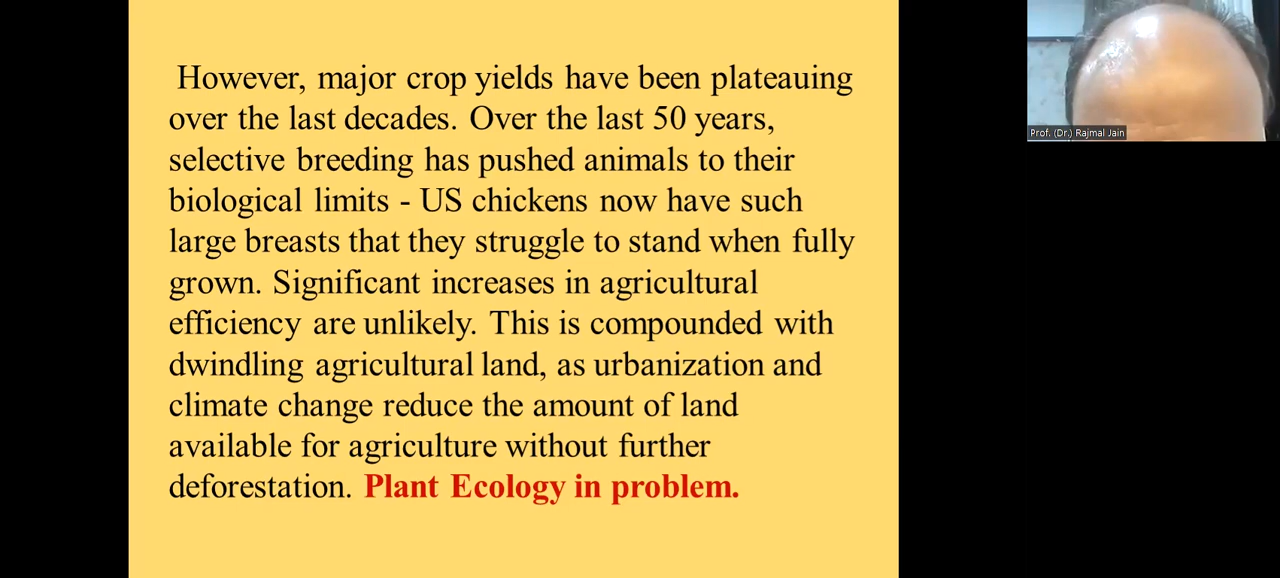 However, major crop yields have been plateauing
over the last decades. Over the last 50 years,
selective breeding has pushed animals to their
biological limits - US chickens now have such
large breasts that they struggle to stand when fully
grown. Significant increases in agricultural
efficiency are unlikely. This is compounded with
dwindling agricultural land, as urbanization and
climate change reduce the amount of land
available for agriculture without further
deforestation. Plant Ecology in problem.
Prof. (Dr.) Rajmal Jain